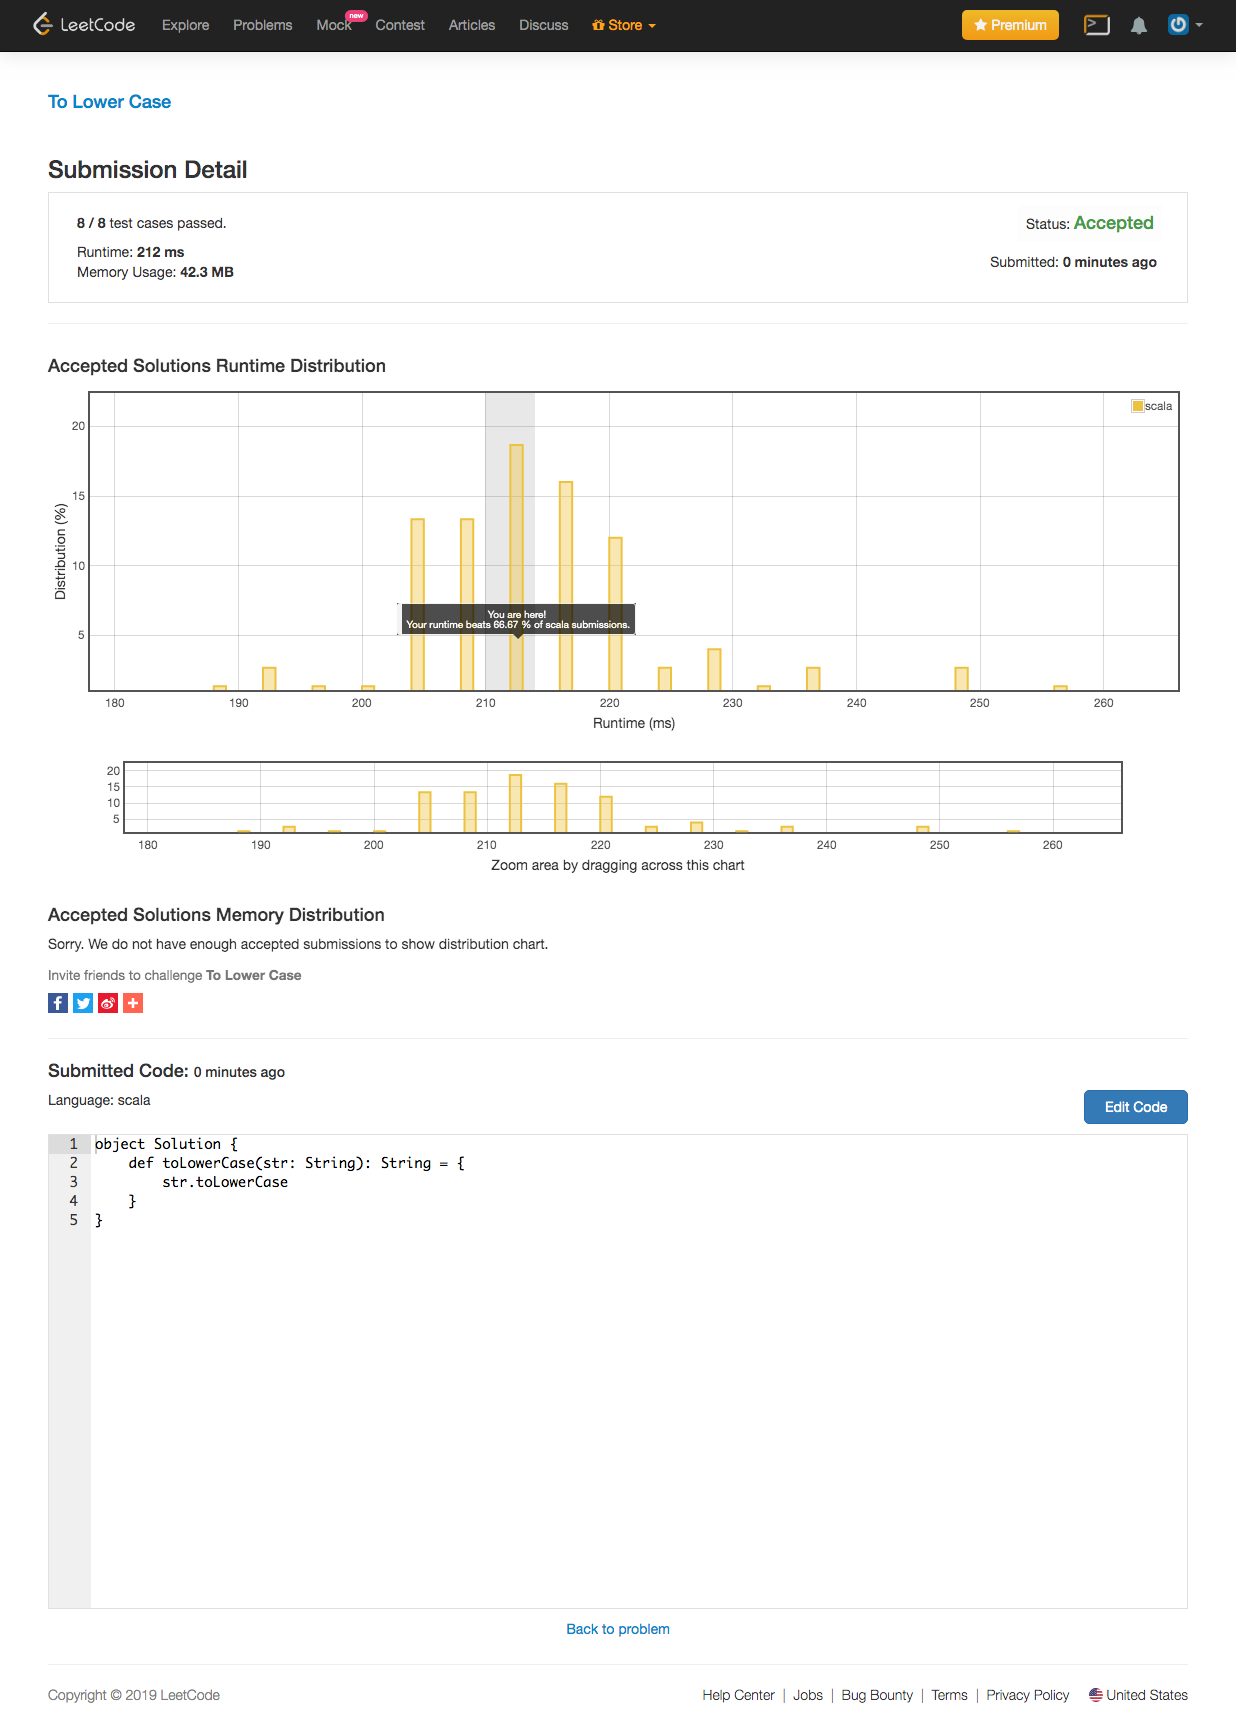 LeetCode Explore Problems Mock new Contest Articles Discuss Store Premium
To Lower Case
Submission Detail
8 / 8 test cases passed.
Status: Accepted
Runtime: 212 ms
Submitted: 0 minutes ago
Memory Usage: 42.3 MB
Accepted Solutions Runtime Distribution
scala
20
15
10
5
Distribution (%)
You are here!
Your runtime beats 66.67 % of scala submissions.
180 190 200 210 220 230 240 250 260
Runtime (ms)
20
15
10
5
180 190 200 210 220 230 240 250 260
Zoom area by dragging across this chart
Accepted Solutions Memory Distribution
Sorry. We do not have enough accepted submissions to show distribution chart.
Invite friends to challenge To Lower Case
Submitted Code: 0 minutes ago
Language: scala
Edit Code
1 object Solution {
2     def toLowerCase(str: String): String = {
3         str.toLowerCase
4     }
5 }
Back to problem
Copyright © 2019 LeetCode
Help Center | Jobs | Bug Bounty | Terms | Privacy Policy United States